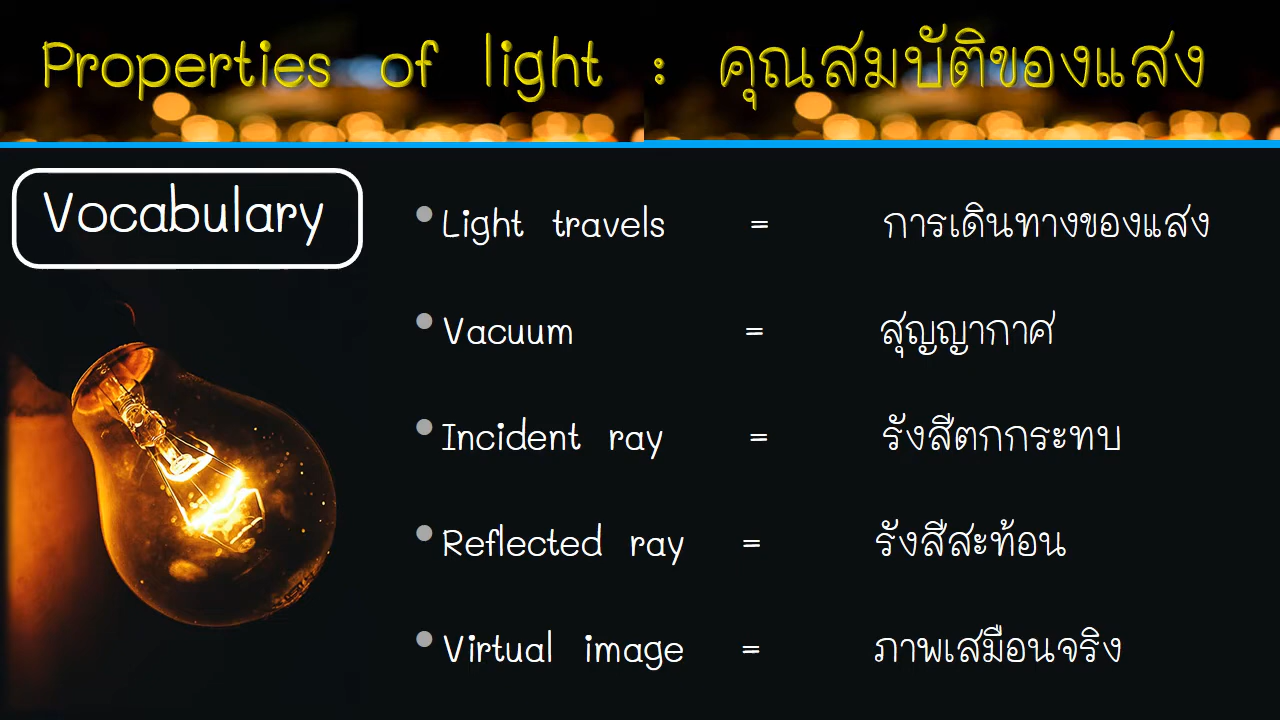 Properties of light : คุณสมบัติของแสง
Vocabulary
Light travels = การเดินทางของแสง
Vacuum = สุญญากาศ
Incident ray = รังสีตกกระทบ
Reflected ray = รังสีสะท้อน
Virtual image = ภาพเสมือนจริง